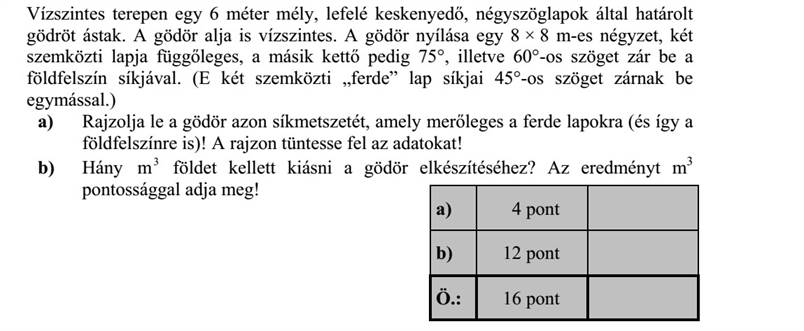 Vízszintes terepen egy 6 méter mély, lefelé keskenyedő, négyszöglapok által határolt
gödröt ástak. A gödör alja is vízszintes. A gödör nyílása egy 8 × 8 m-es négyzet, két
szemközti lapja függőleges, a másik kettő pedig 75°, illetve 60°-os szöget zár be a
földfelszín síkjával. (E két szemközti „ferde” lap síkjai 45°-os szöget zárnak be
egymással.)
a) Rajzolja le a gödör azon síkmetszetét, amely merőleges a ferde lapokra (és így a
földfelszínre is)! A rajzon tüntesse fel az adatokat!
b) Hány m³ földet kellett kiásni a gödör elkészítéséhez? Az eredményt m³
pontossággal adja meg!
a) 4 pont
b) 12 pont
Ö.: 16 pont